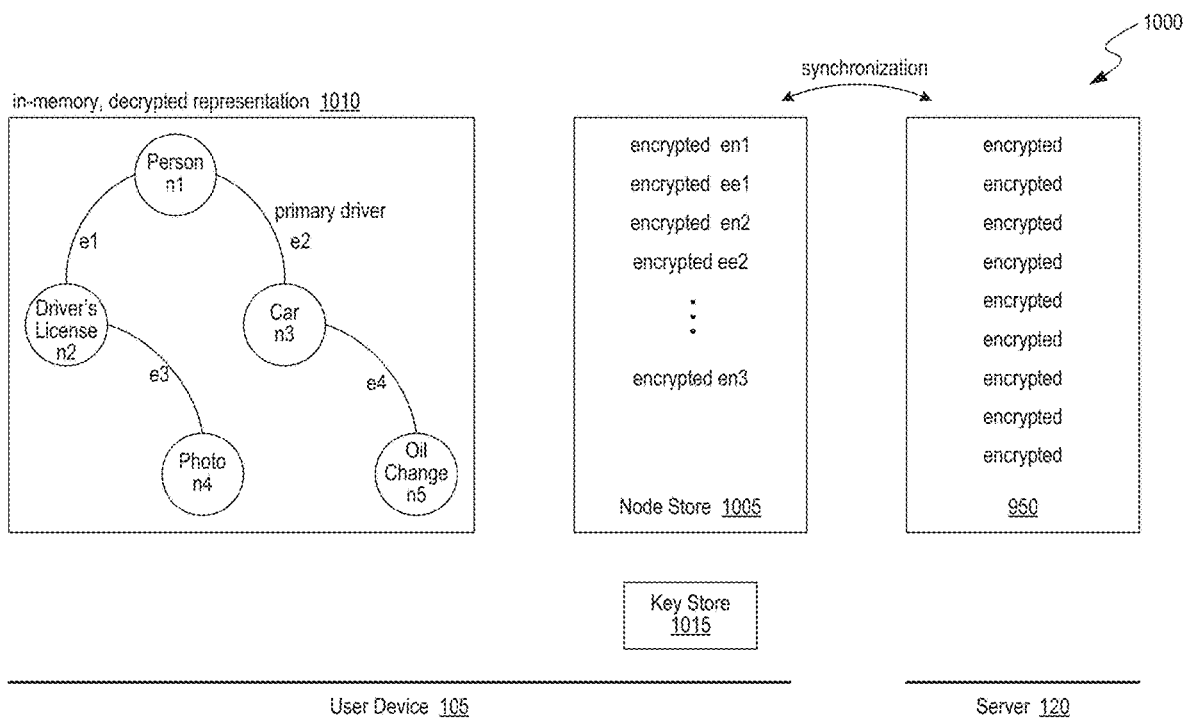 1000
synchronization
in-memory, decrypted representation 1010
Person
n1
primary driver
e1
e2
Driver's
License
n2
Car
n3
e3
e4
Photo
n4
Oil
Change
n5
encrypted en1
encrypted ee1
encrypted en2
encrypted ee2
encrypted en3
Node Store 1005
encrypted
encrypted
encrypted
encrypted
encrypted
encrypted
encrypted
encrypted
encrypted
950
Key Store
1015
User Device 105
Server 120